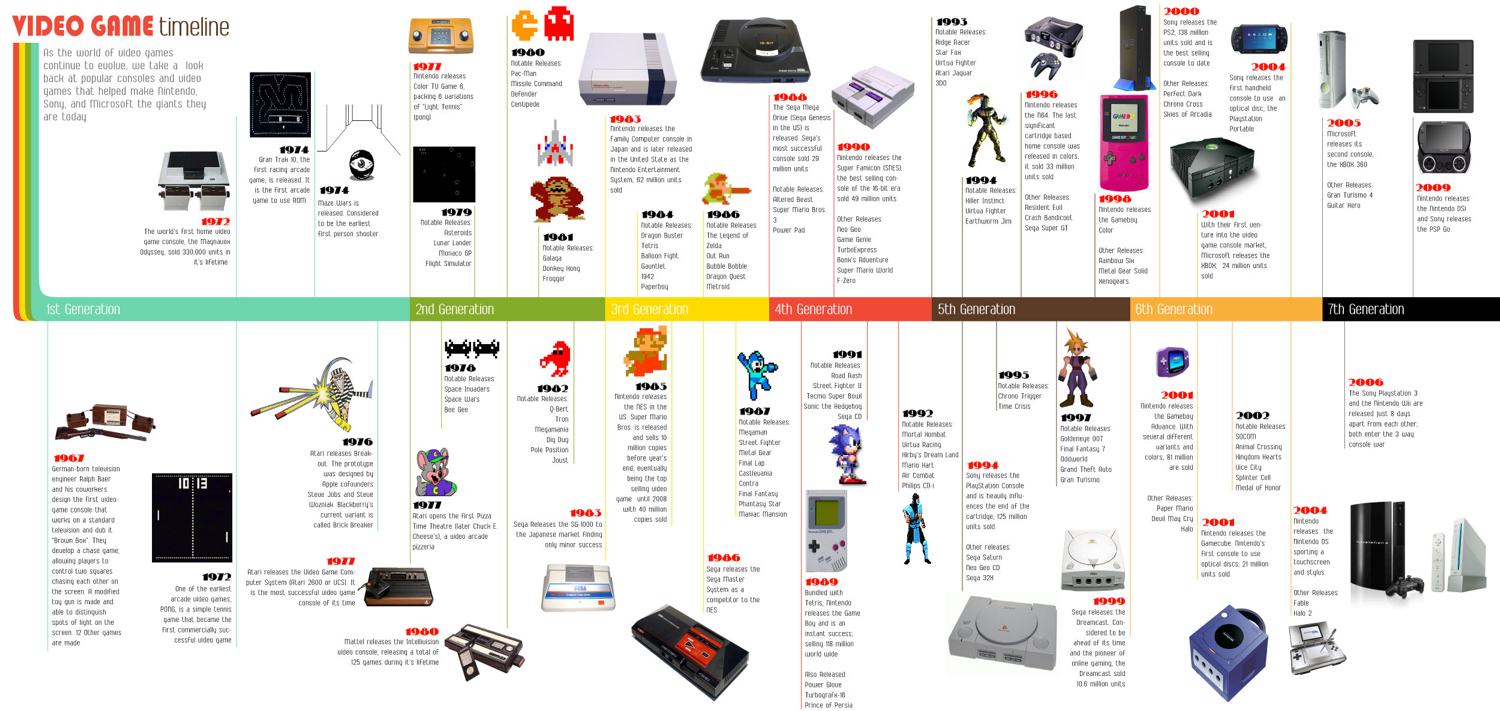 VIDEO GAME timeline
As the world of video games
continue to evolve, we take a look
back at popular consoles and video
games that helped make Nintendo,
Sony, and Microsoft the giants they
are today
1972
The world's first home video
game console, the Magnavox
Odyssey, sold 330,000 units in
it's lifetime
1974
Gran Trak 10, the
first racing arcade
game, is released. It
is the first arcade
game to use ROM
1974
Maze Wars is
released. Considered
to be the earliest
first person shooter
1977
Nintendo releases
Color TV Game 6,
packing 6 variations
of "Light Tennis"
(pong)
1979
Notable Releases:
Asteroids
Lunar Lander
Monaco GP
Flight Simulator
1980
Notable Releases:
Pac-Man
Missile Command
Defender
Centipede
1981
Notable Releases:
Galaga
Donkey Kong
Frogger
1983
Nintendo releases the
Family Computer console in
Japan and is later released
in the United State as the
Nintendo Entertainment
System; 62 million units
sold
1984
Notable Releases:
Dragon Buster
Tetris
Balloon Fight
Gauntlet
1942
Paperboy
1986
Notable Releases:
The Legend of
Zelda
Out Run
Bubble Bobble
Dragon Quest
Metroid
1988
The Sega Mega
Drive (Sega Genesis
in the US) is
released. Sega's
most successful
console sold 29
million units
Notable Releases:
Altered Beast
Super Mario Bros.
3
Power Pad
1990
Nintendo releases the
Super Famicon (SNES),
the best selling con-
sole of the 16-bit era
sold 49 million units
Other Releases:
Neo Geo
Game Genie
TurboExpress
Bonk's Adventure
Super Mario World
F-Zero
1993
Notable Releases:
Ridge Racer
Star Fox
Virtua Fighter
Atari Jaguar
3DO
1994
Notable Releases:
Killer Instinct
Virtua Fighter
Earthworm Jim
1996
Nintendo releases
the N64. The last
significant
cartridge based
home console was
released in colors,
it sold 33 million
units sold
Other Releases:
Resident Evil
Crash Bandicoot
Sega Super GT
1998
Nintendo releases
the Gameboy
Color
Other Releases:
Rainbow Six
Metal Gear Solid
Xenogears
2000
Sony releases the
PS2, 138 million
units sold and is
the best selling
console to date
Other Releases:
Perfect Dark
Chrono Cross
Skies of Arcadia
2001
With their first ven-
ture into the video
game console market,
Microsoft releases the
XBOX; 24 million units
sold
2004
Sony releases the
first handheld
console to use an
optical disc, the
Playstation
Portable
2005
Microsoft
releases its
second console,
the XBOX 360
Other Releases:
Gran Turismo 4
Guitar Hero
2009
Nintendo releases
the Nintendo DSi
and Sony releases
the PSP Go.
1st Generation
2nd Generation
3rd Generation
4th Generation
5th Generation
6th Generation
7th Generation
1967
German-born television
engineer Ralph Baer
and his coworkers
design the first video-
game console that
works on a standard
television and dub it
"Brown Box". They
develop a chase game,
allowing players to
control two squares
chasing each other on
the screen. A modified
toy gun is made and
able to distinguish
spots of light on the
screen. 12 Other games
are made
10 13
1972
One of the earliest
arcade video games,
PONG, is a simple tennis
game that became the
first commercially suc-
cessful video game
1976
Atari releases Break-
out. The prototype
was designed by
Apple cofounders
Steve Jobs and Steve
Wozniak. Blackberry's
current variant is
called Brick Breaker
1977
Atari releases the Video Game Com-
puter System (Atari 2600 or VCS). It
is the most successful video game
console of its time
1980
Mattel releases the Intellivision
video console; releasing a total of
125 games during it's lifetime
1978
Notable Releases:
Space Invaders
Space Wars
Bee Gee
1977
Atari opens the first Pizza
Time Theatre (later Chuck E.
Cheese's), a video arcade
pizzeria
1982
Notable Releases:
Q-Bert
Tron
Megamania
Dig Dug
Pole Position
Joust
1983
Sega Releases the SG-1000 to
the Japanese market finding
only minor success
SEGA
1985
Nintendo releases
the NES in the
US. Super Mario
Bros. is released
and sells 10
million copies
before year's
end; eventually
being the top
selling video
game until 2008
with 40 million
copies sold
1987
Notable Releases:
Megaman
Street Fighter
Metal Gear
Final Lap
Castlevania
Contra
Final Fantasy
Phantasy Star
Maniac Mansion
1986
Sega releases the
Sega Master
System as a
competitor to the
NES
1991
Notable Releases:
Road Rash
Street Fighter II
Tecmo Super Bowl
Sonic the Hedgehog
Sega CD
1989
Bundled with
Tetris, Nintendo
releases the Game
Boy and is an
instant success;
selling 118 million
world wide
Also Released:
Power Glove
Turbografx-16
Prince of Persia
1992
Notable Releases:
Mortal Kombat
Virtua Racing
Kirby's Dream Land
Mario Kart
Air Combat
Philips CD-i
1994
Sony releases the
PlayStation Console
and is heavily influ-
ences the end of the
cartridge; 125 million
units sold
Other releases:
Sega Saturn
Neo Geo CD
Sega 32X
1995
Notable Releases:
Chrono Trigger
Time Crisis
1997
Notable Releases:
Goldeneye 007
Final Fantasy 7
Oddworld
Grand Theft Auto
Gran Turismo
1999
Sega releases the
Dreamcast. Con-
sidered to be
ahead of its time
and the pioneer of
online gaming, the
Dreamcast sold
10.6 million units
2001
Nintendo releases
the Gameboy
Advance. With
several different
variants and
colors, 81 million
are sold
Other Releases:
Paper Mario
Devil May Cry
Halo
2001
Nintendo releases the
Gamecube. Nintendo's
first console to use
optical discs; 21 million
units sold
2002
Notable Releases:
SOCOM
Animal Crossing
Kingdom Hearts
Vice City
Splinter Cell
Medal of Honor
2004
Nintendo
releases the
Nintendo DS
sporting a
touchscreen
and stylus
Other Releases:
Fable
Halo 2
2006
The Sony Playstation 3
and the Nintendo Wii are
released just 8 days
apart from each other;
both enter the 3 way
console war